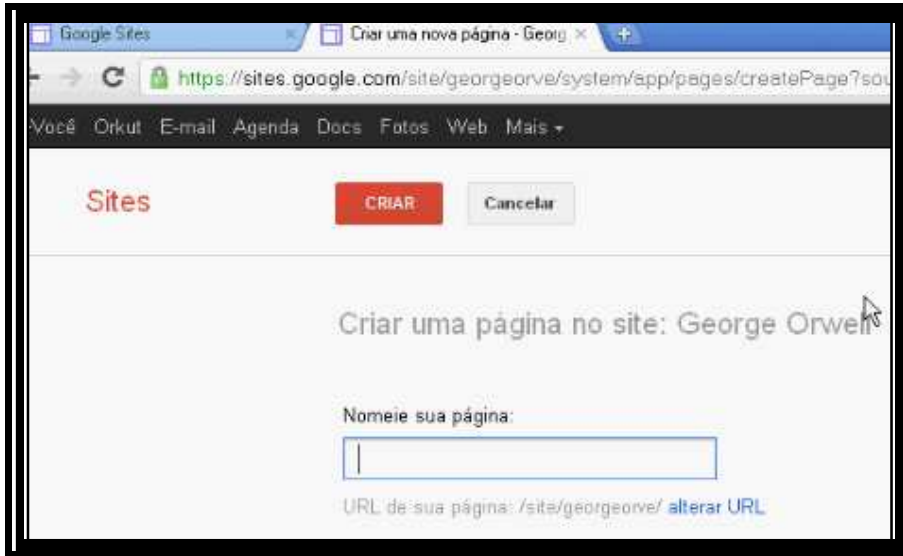 Google Sites
Criar uma nova página - Georg
https://sites.google.com/site/georgeorve/system/app/pages/createPage?sou
Você Orkut E-mail Agenda Docs Fotos Web Mais
Sites CRIAR Cancelar
Criar uma página no site: George Orwell
Nomeie sua página:
URL de sua página: /site/georgeorve/ alterar URL